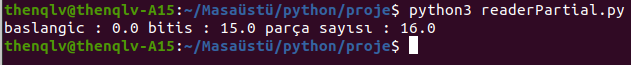 thenqlv@thenqlv-A15:~/Masaüstü/python/proje$ python3 readerPartial.py
baslangic : 0.0 bitis : 15.0 parça sayısı : 16.0
thenqlv@thenqlv-A15:~/Masaüstü/python/proje$